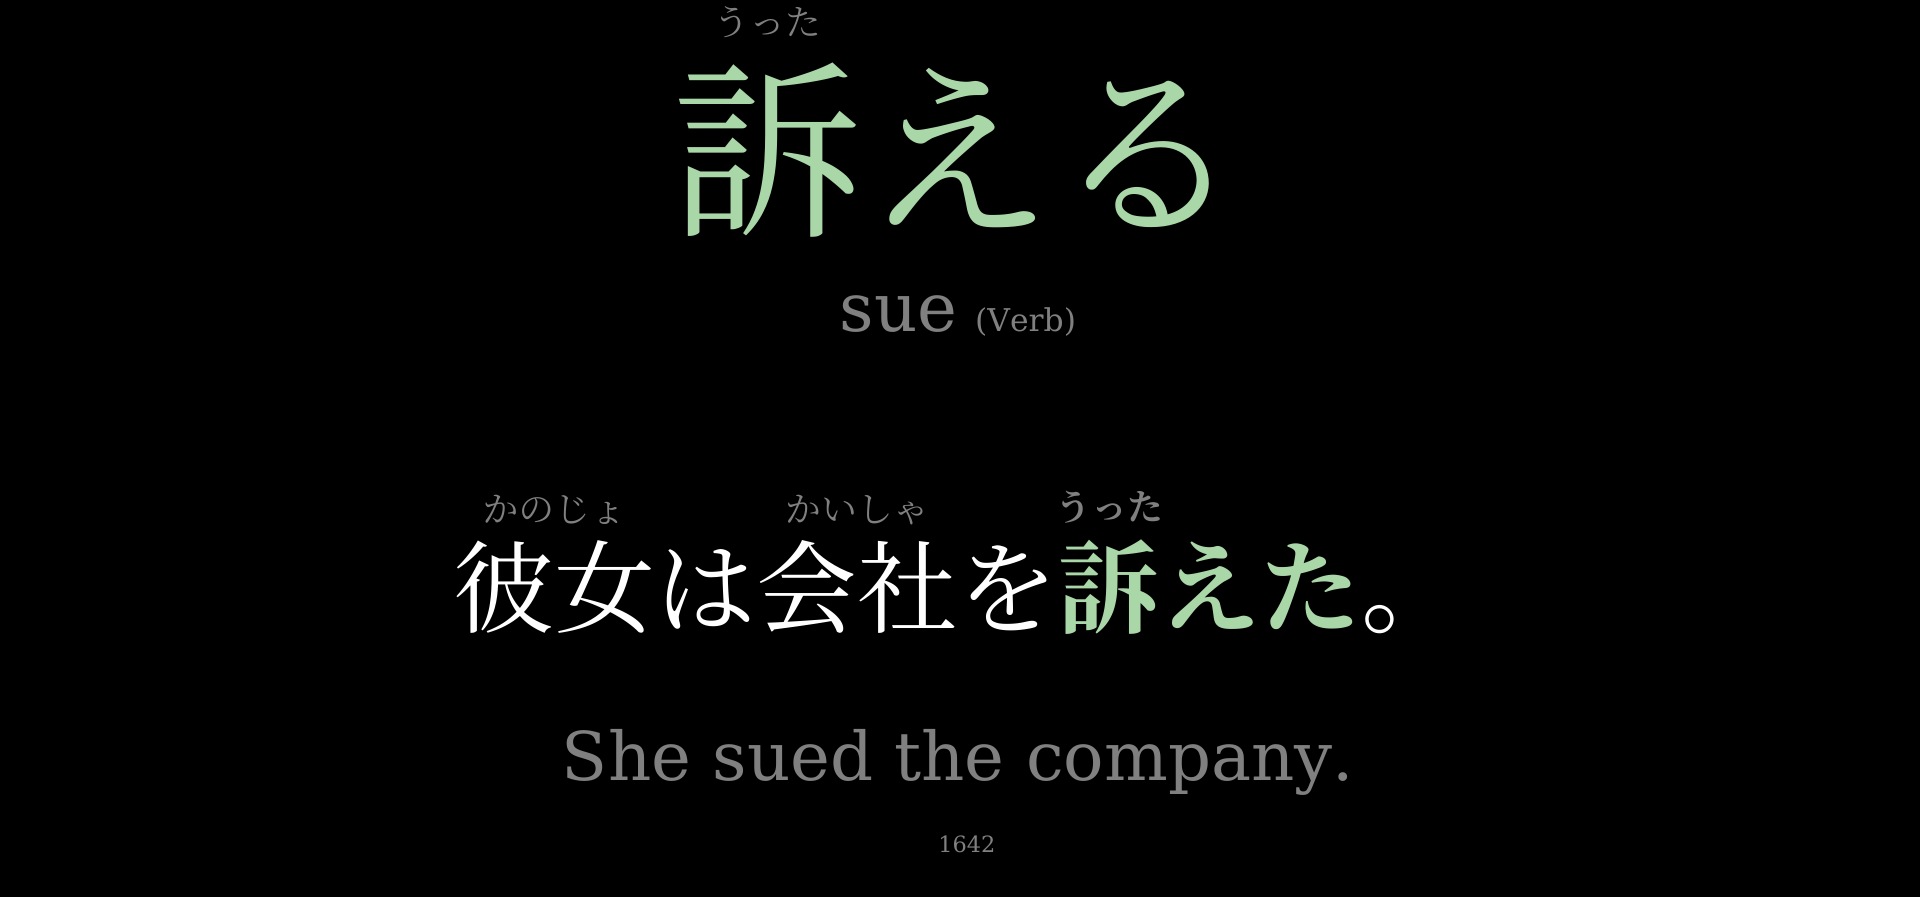 うった
訴える
sue (Verb)
かのじょ かいしゃ うった
彼女は会社を訴えた。
She sued the company.
1642